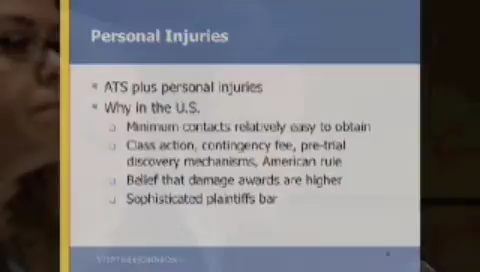 Personal Injuries
ATS plus personal injuries
Why in the U.S.
Minimum contacts relatively easy to obtain
Class action, contingency fee, pre-trial
discovery mechanisms, American rule
Belief that damage awards are higher
Sophisticated plaintiffs bar